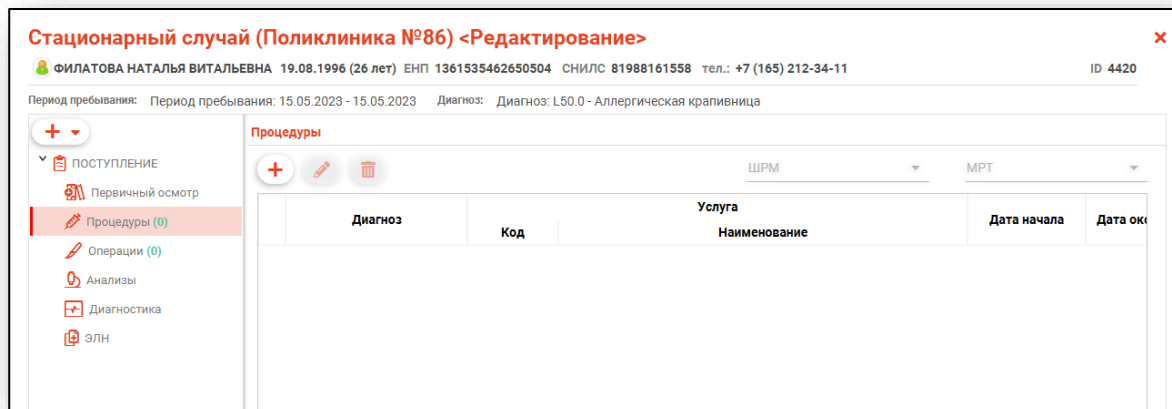 Стационарный случай (Поликлиника №86) <Редактирование>
ФИЛАТОВА НАТАЛЬЯ ВИТАЛЬЕВНА 19.08.1996 (26 лет) ЕНП 1361535462650504 СНИЛС 81988161558 тел.: +7 (165) 212-34-11 ID 4420
Период пребывания: Период пребывания: 15.05.2023 - 15.05.2023 Диагноз: Диагноз: L50.0 - Аллергическая крапивница
Процедуры
ПОСТУПЛЕНИЕ
Первичный осмотр
Процедуры (0)
Операции (0)
Анализы
Диагностика
ЭЛН
ШРМ МРТ
Диагноз Услуга Дата начала Дата око
Код Наименование